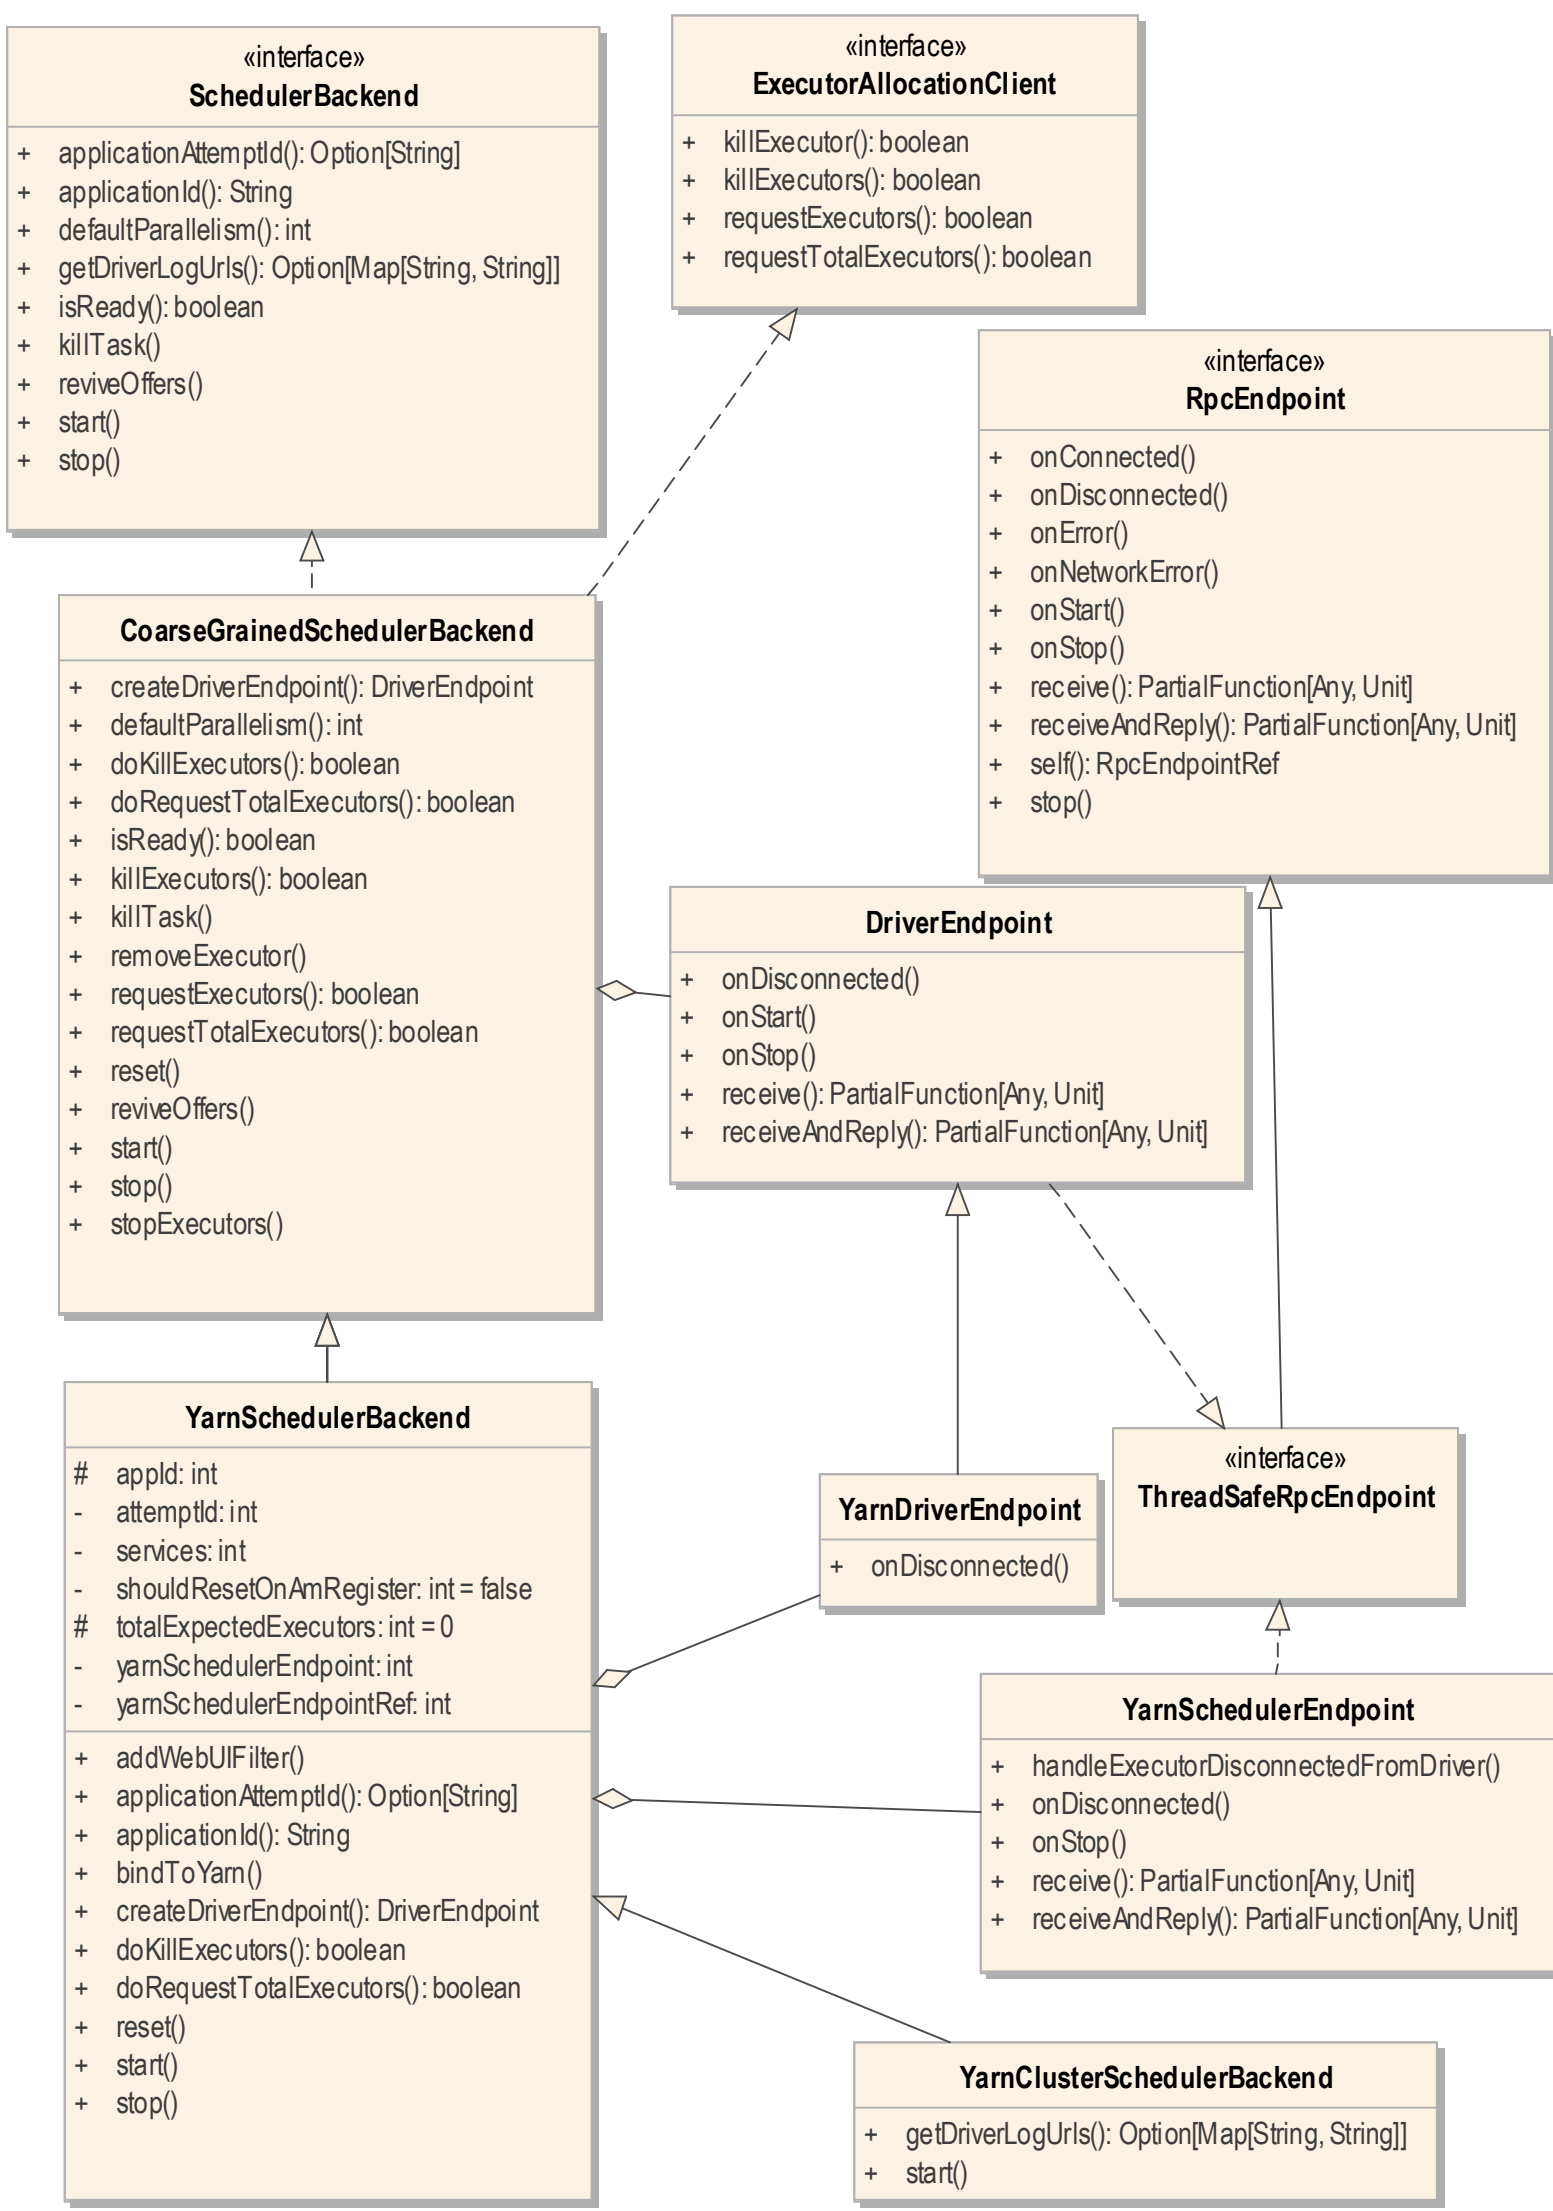 «interface»
SchedulerBackend
+ applicationAttemptId(): Option[String]
+ applicationId(): String
+ defaultParallelism(): int
+ getDriverLogUrls(): Option[Map[String, String]]
+ isReady(): boolean
+ killTask()
+ reviveOffers()
+ start()
+ stop()
«interface»
ExecutorAllocationClient
+ killExecutor(): boolean
+ killExecutors(): boolean
+ requestExecutors(): boolean
+ requestTotalExecutors(): boolean
«interface»
RpcEndpoint
+ onConnected()
+ onDisconnected()
+ onError()
+ onNetworkError()
+ onStart()
+ onStop()
+ receive(): PartialFunction[Any, Unit]
+ receiveAndReply(): PartialFunction[Any, Unit]
+ self(): RpcEndpointRef
+ stop()
CoarseGrainedSchedulerBackend
+ createDriverEndpoint(): DriverEndpoint
+ defaultParallelism(): int
+ doKillExecutors(): boolean
+ doRequestTotalExecutors(): boolean
+ isReady(): boolean
+ killExecutors(): boolean
+ killTask()
+ removeExecutor()
+ requestExecutors(): boolean
+ requestTotalExecutors(): boolean
+ reset()
+ reviveOffers()
+ start()
+ stop()
+ stopExecutors()
DriverEndpoint
+ onDisconnected()
+ onStart()
+ onStop()
+ receive(): PartialFunction[Any, Unit]
+ receiveAndReply(): PartialFunction[Any, Unit]
YarnSchedulerBackend
# appId: int
- attemptId: int
- services: int
- shouldResetOnAmRegister: int = false
# totalExpectedExecutors: int = 0
- yarnSchedulerEndpoint: int
- yarnSchedulerEndpointRef: int
+ addWebUIFilter()
+ applicationAttemptId(): Option[String]
+ applicationId(): String
+ bindToYarn()
+ createDriverEndpoint(): DriverEndpoint
+ doKillExecutors(): boolean
+ doRequestTotalExecutors(): boolean
+ reset()
+ start()
+ stop()
YarnDriverEndpoint
+ onDisconnected()
«interface»
ThreadSafeRpcEndpoint
YarnSchedulerEndpoint
+ handleExecutorDisconnectedFromDriver()
+ onDisconnected()
+ onStop()
+ receive(): PartialFunction[Any, Unit]
+ receiveAndReply(): PartialFunction[Any, Unit]
YarnClusterSchedulerBackend
+ getDriverLogUrls(): Option[Map[String, String]]
+ start()